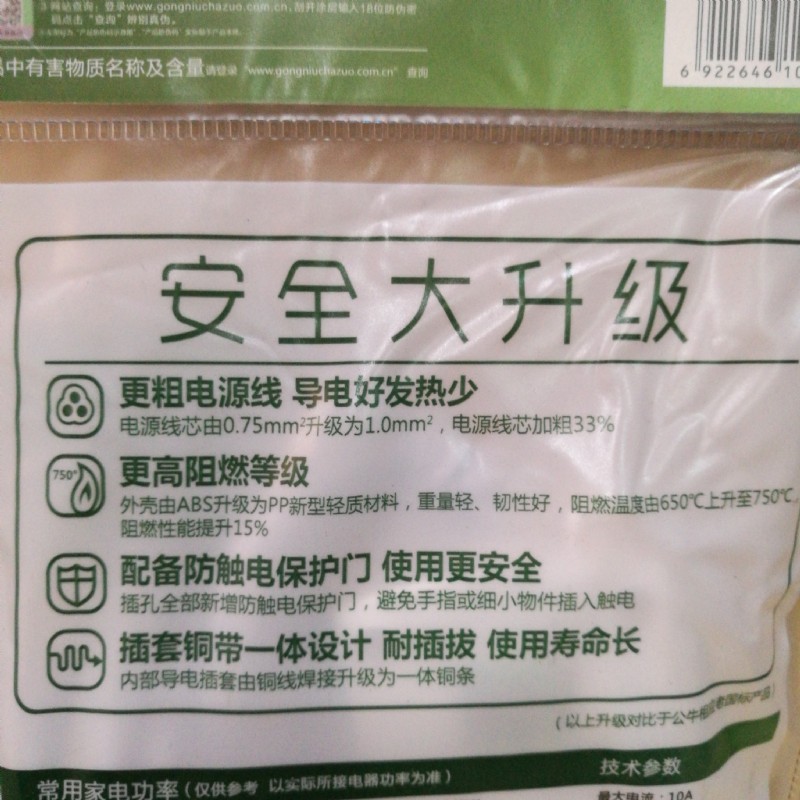 3 网站查询：登录www.gongniuchazuo.com.cn,刮开涂层输入18位防伪密
码点击“查询”辨别真伪。
品中有害物质名称及含量请登录“www.gongniuchazuo.com.cn” 查询
6 922646 10
安全大升级
更粗电源线 导电好发热少
电源线芯由0.75mm²升级为1.0mm²，电源线芯加粗33%
750°
更高阻燃等级
外壳由ABS升级为PP新型轻质材料，重量轻、韧性好，阻燃温度由650℃上升至750℃，
阻燃性能提升15%
配备防触电保护门 使用更安全
插孔全部新增防触电保护门，避免手指或细小物件插入触电
插套铜带一体设计 耐插拔 使用寿命长
内部导电插套由铜线焊接升级为一体铜条
（以上升级对比于公牛相应老国标产品）
常用家电功率（仅供参考 以实际所接电器功率为准）
技术参数
最大电流：10A